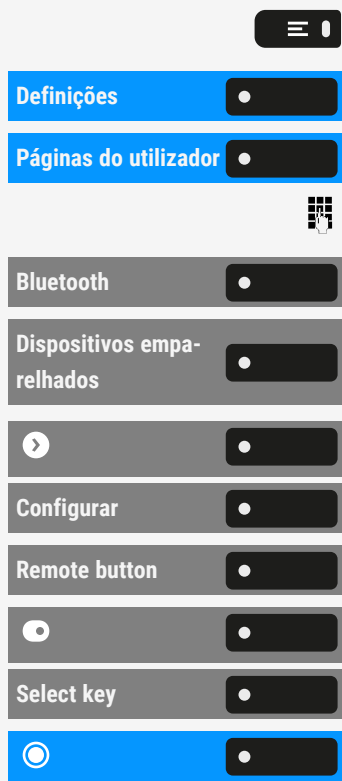 Definições
Páginas do utilizador
Bluetooth
Dispositivos empa-
relhados
Configurar
Remote button
Select key